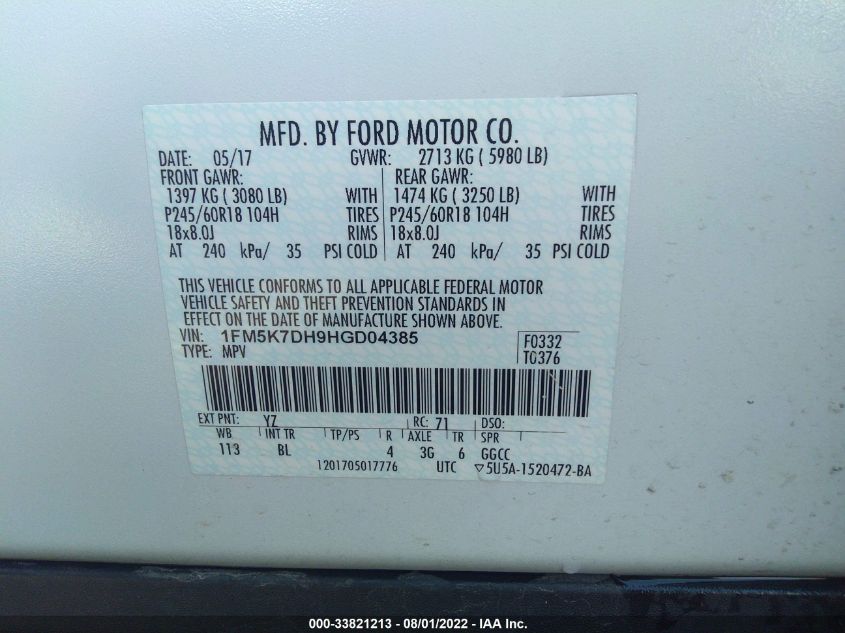 MFD. BY FORD MOTOR CO.
DATE: 05/17 GVWR: 2713 KG ( 5980 LB)
FRONT GAWR: REAR GAWR:
1397 KG ( 3080 LB) WITH 1474 KG ( 3250 LB) WITH
P245/60R18 104H TIRES P245/60R18 104H TIRES
18x8.0J RIMS 18x8.0J RIMS
AT 240 kPa/ 35 PSI COLD AT 240 kPa/ 35 PSI COLD
THIS VEHICLE CONFORMS TO ALL APPLICABLE FEDERAL MOTOR
VEHICLE SAFETY AND THEFT PREVENTION STANDARDS IN
EFFECT ON THE DATE OF MANUFACTURE SHOWN ABOVE.
VIN: 1FM5K7DH9HGD04385 F0332
TYPE: MPV T0376
EXT PNT: YZ RC: 71 DSO:
WB INT TR TP/PS R AXLE TR SPR
113 BL 4 3G 6 GGCC
1201705017776 UTC ▽5U5A-1520472-BA
000-33821213 - 08/01/2022 - IAA Inc.